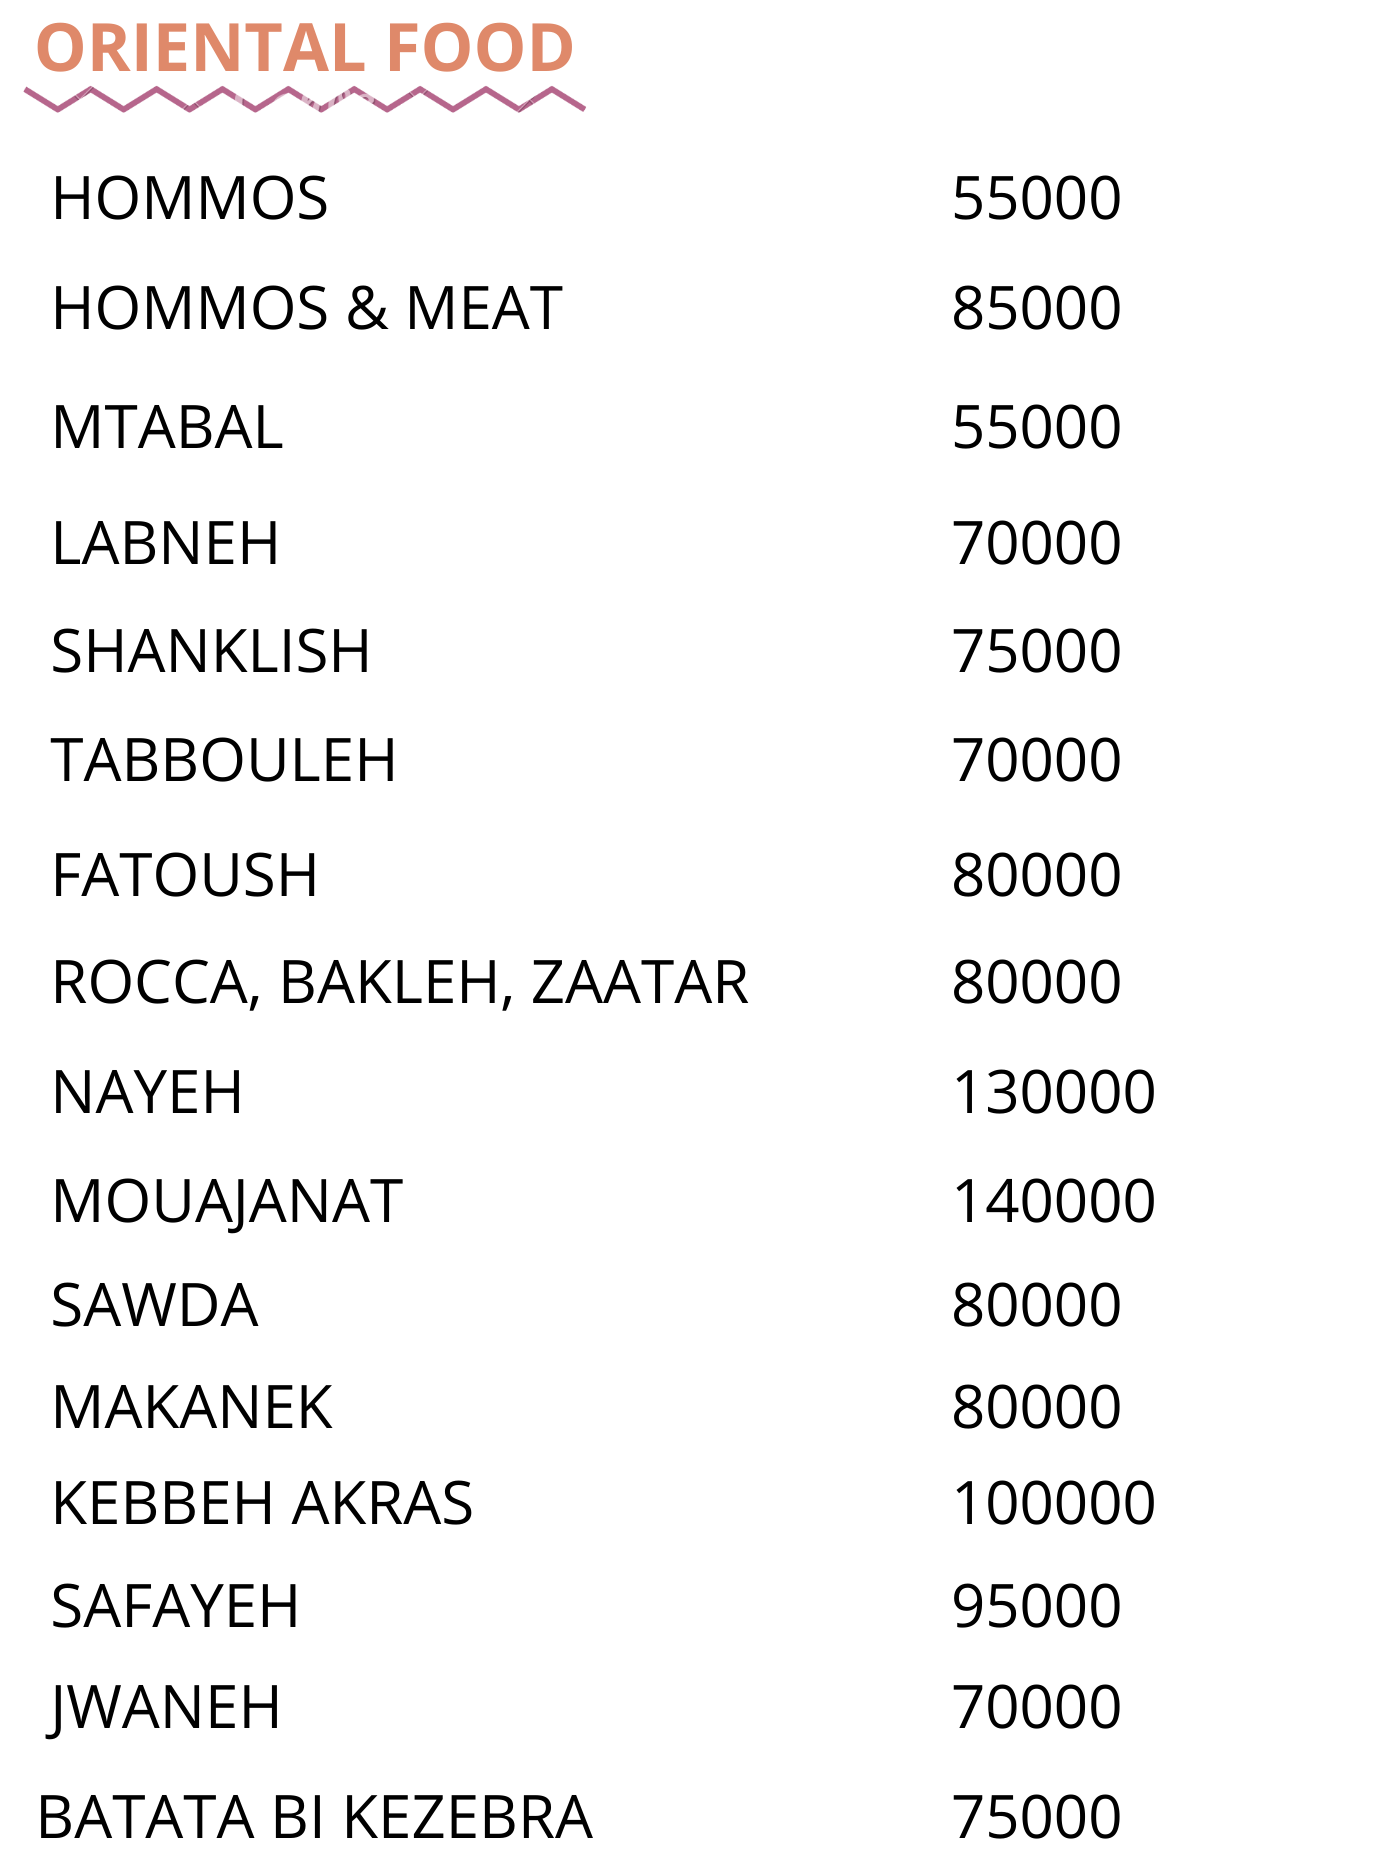 ORIENTAL FOOD
HOMMOS 55000
HOMMOS & MEAT 85000
MTABAL 55000
LABNEH 70000
SHANKLISH 75000
TABBOULEH 70000
FATOUSH 80000
ROCCA, BAKLEH, ZAATAR 80000
NAYEH 130000
MOUAJANAT 140000
SAWDA 80000
MAKANEK 80000
KEBBEH AKRAS 100000
SAFAYEH 95000
JWANEH 70000
BATATA BI KEZEBRA 75000